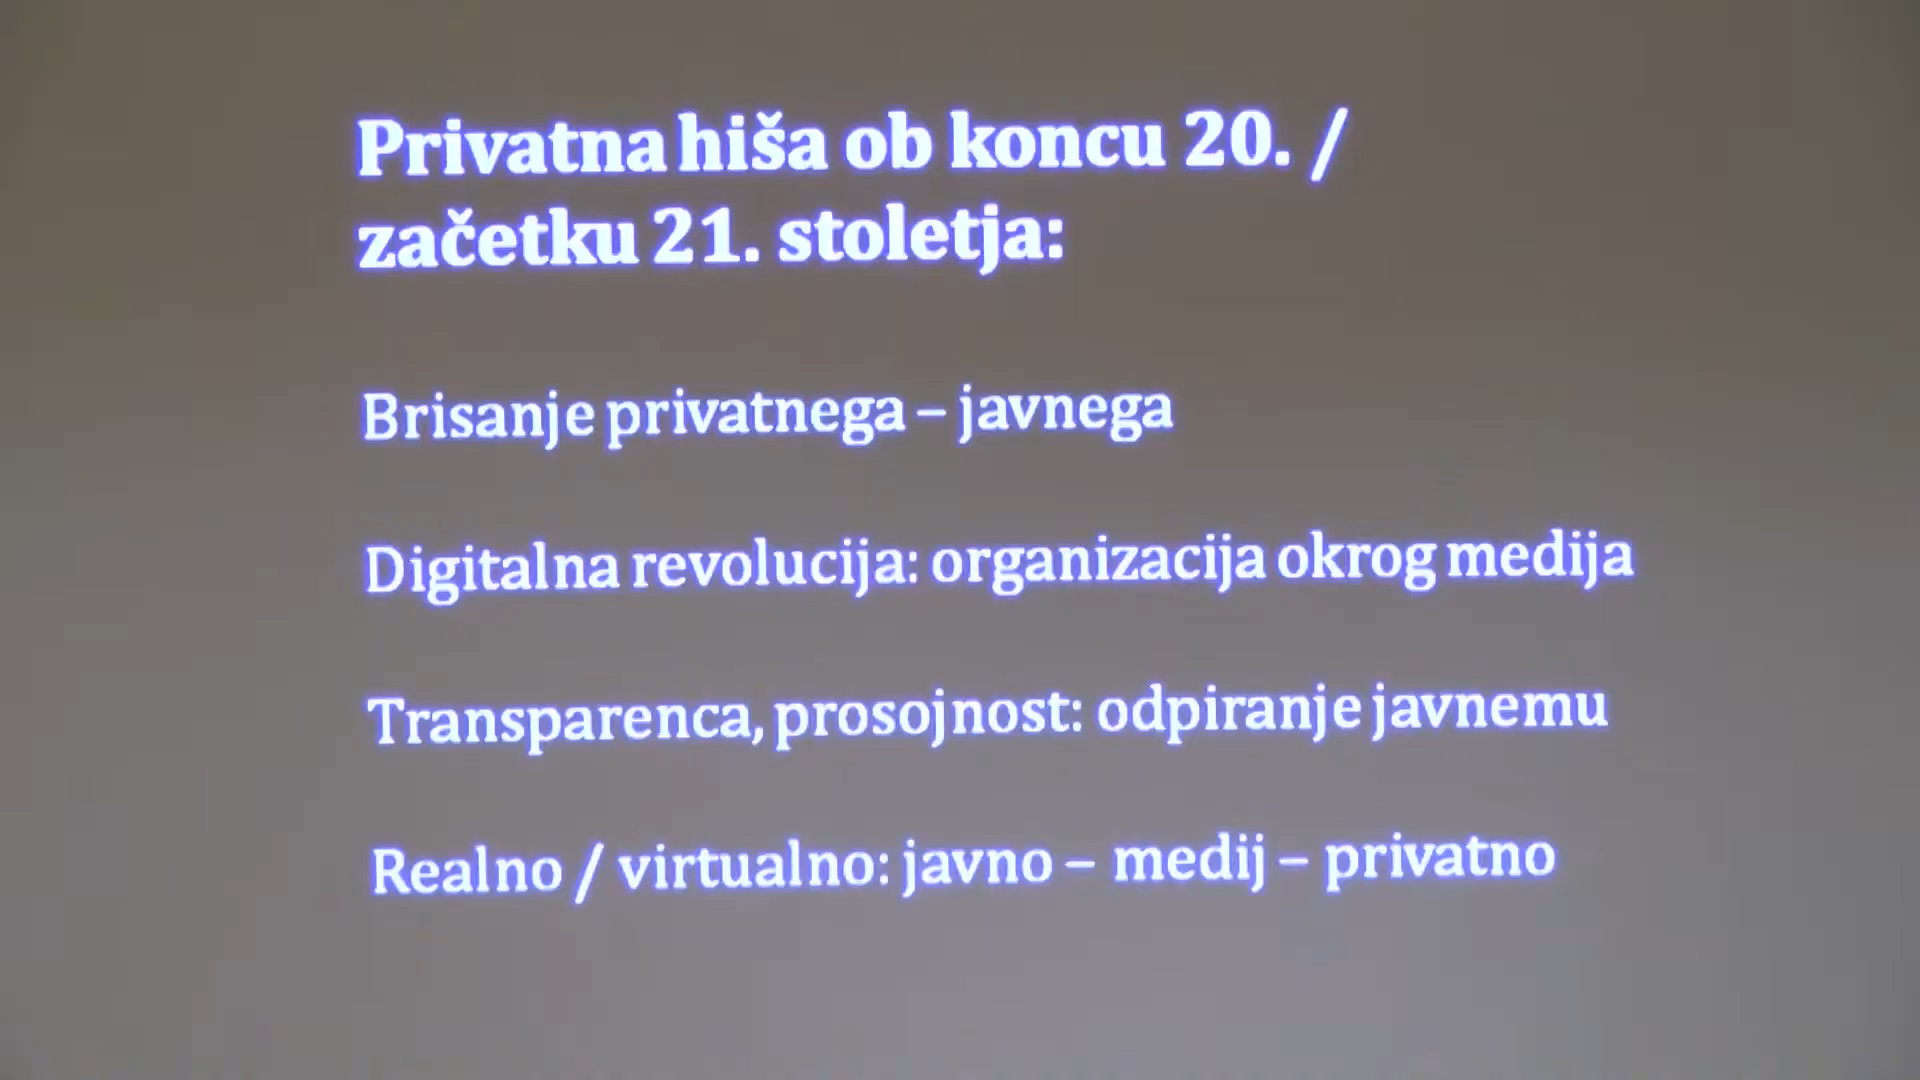 Privatna hiša ob koncu 20. /
začetku 21. stoletja:
Brisanje privatnega – javnega
Digitalna revolucija: organizacija okrog medija
Transparenca, prosojnost: odpiranje javnemu
Realno / virtualno: javno – medij – privatno